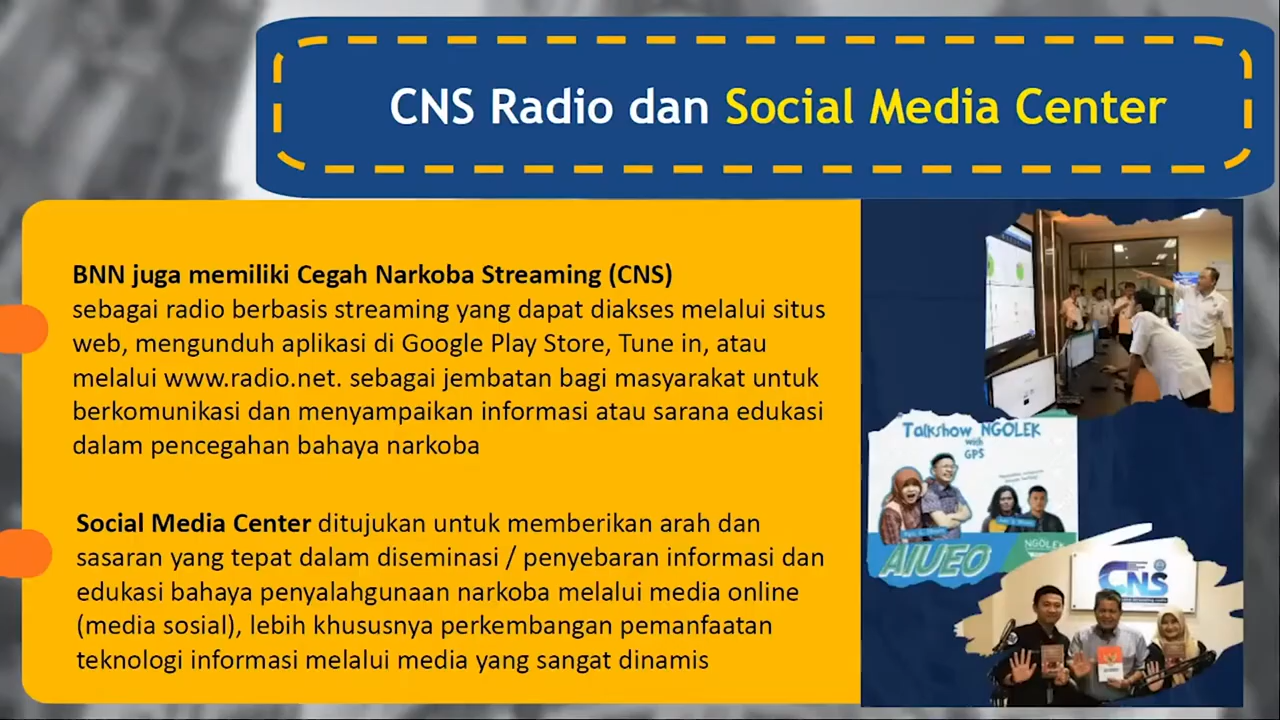 CNS Radio dan Social Media Center
BNN juga memiliki Cegah Narkoba Streaming (CNS)
sebagai radio berbasis streaming yang dapat diakses melalui situs
web, mengunduh aplikasi di Google Play Store, Tune in, atau
melalui www.radio.net. sebagai jembatan bagi masyarakat untuk
berkomunikasi dan menyampaikan informasi atau sarana edukasi
dalam pencegahan bahaya narkoba
Social Media Center ditujukan untuk memberikan arah dan
sasaran yang tepat dalam diseminasi / penyebaran informasi dan
edukasi bahaya penyalahgunaan narkoba melalui media online
(media sosial), lebih khususnya perkembangan pemanfaatan
teknologi informasi melalui media yang sangat dinamis
Talkshow NGOLEK
with
GPS
AIUEO
NGOLEK
CNS